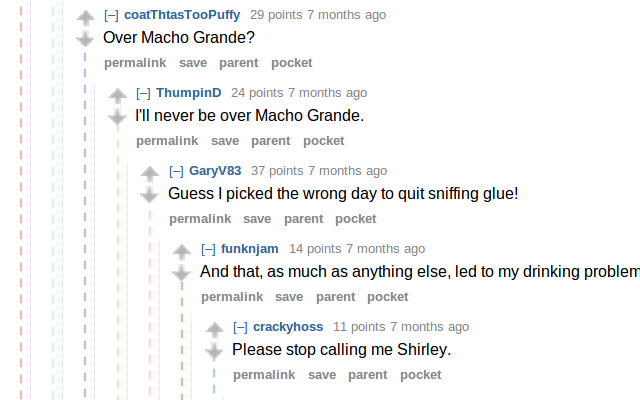 [–] coatThtasTooPuffy 29 points 7 months ago
Over Macho Grande?
permalink save parent pocket
[–] ThumpinD 24 points 7 months ago
I'll never be over Macho Grande.
permalink save parent pocket
[–] GaryV83 37 points 7 months ago
Guess I picked the wrong day to quit sniffing glue!
permalink save parent pocket
[–] funknjam 14 points 7 months ago
And that, as much as anything else, led to my drinking problem
permalink save parent pocket
[–] crackyhoss 11 points 7 months ago
Please stop calling me Shirley.
permalink save parent pocket